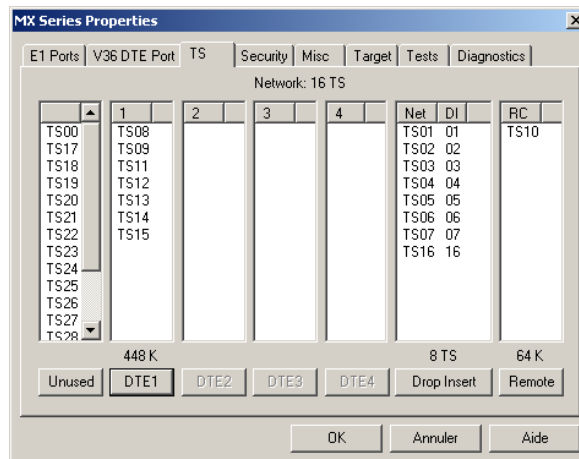 MX Series Properties
E1 Ports V36 DTE Port TS Security Misc Target Tests Diagnostics
Network: 16 TS
1 2 3 4 Net DI RC
TS00 TS08 TS01 01 TS10
TS17 TS09 TS02 02
TS18 TS11 TS03 03
TS19 TS12 TS04 04
TS20 TS13 TS05 05
TS21 TS14 TS06 06
TS22 TS15 TS07 07
TS23 TS16 16
TS24
TS25
TS26
TS27
TS28
448 K 8 TS 64 K
Unused DTE1 DTE2 DTE3 DTE4 Drop Insert Remote
OK Annuler Aide